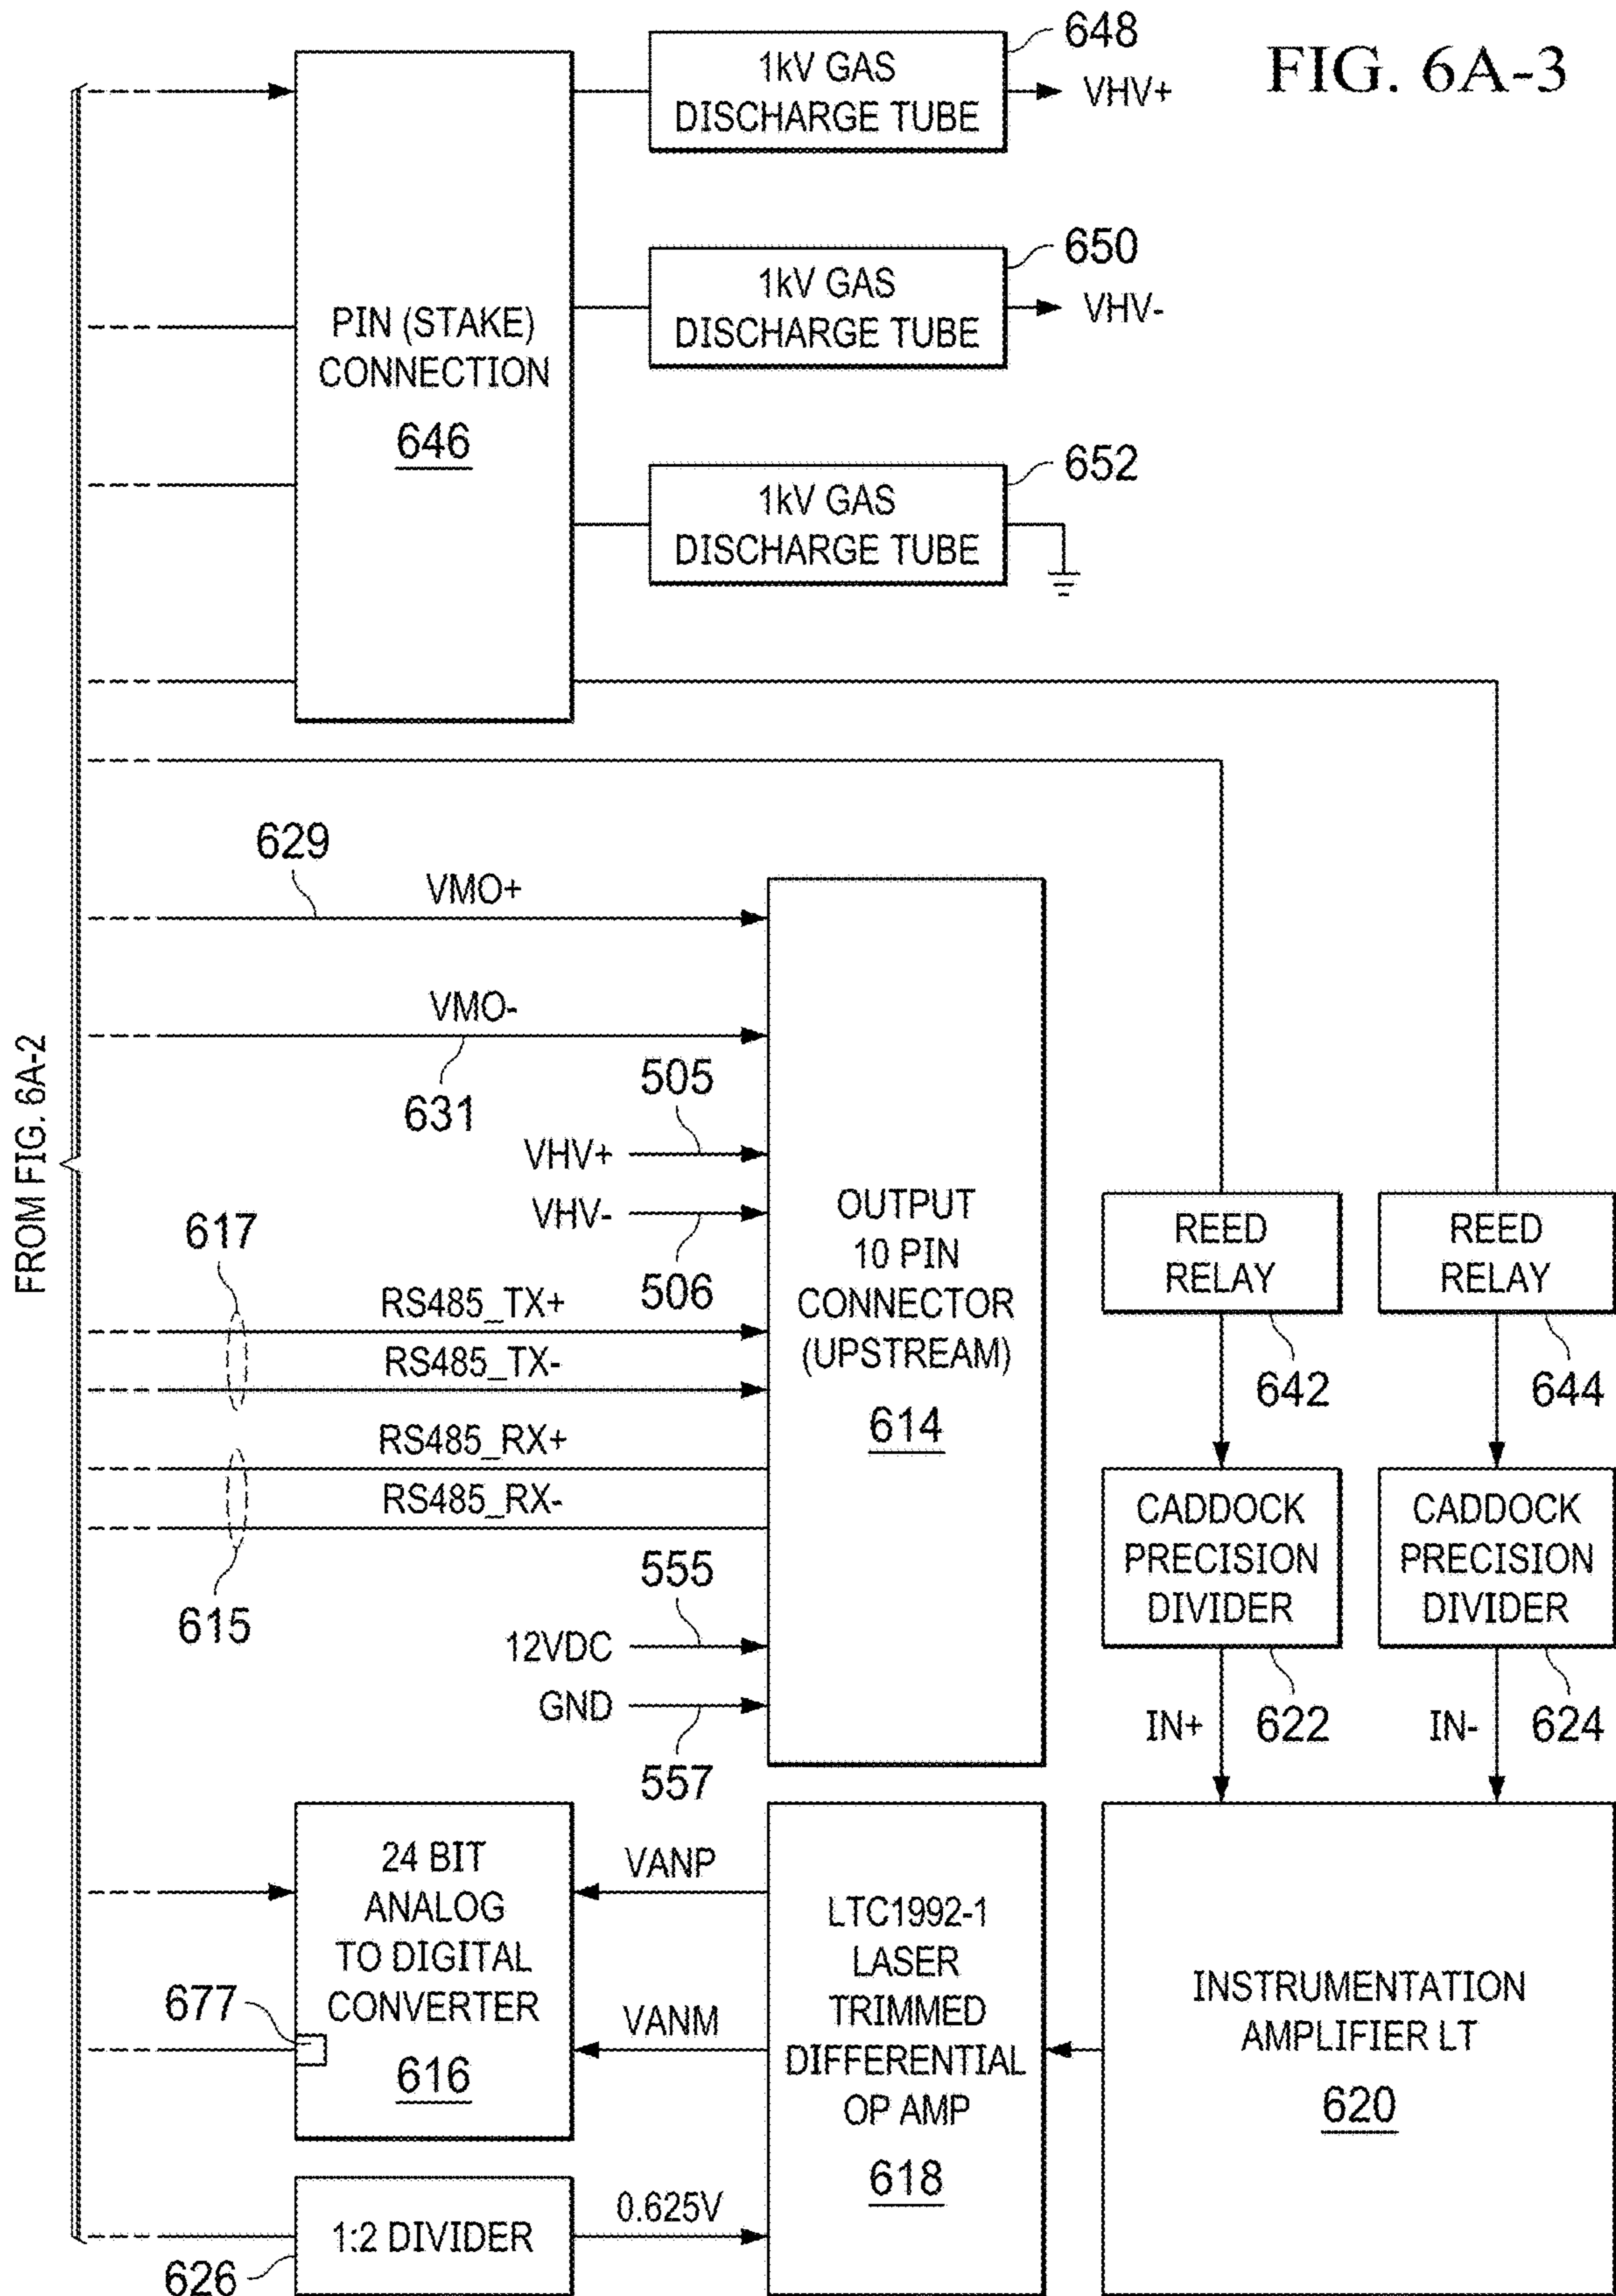 FIG. 6A-3
648
1kV GAS
DISCHARGE TUBE
VHV+
650
1kV GAS
DISCHARGE TUBE
VHV-
PIN (STAKE)
CONNECTION
646
652
1kV GAS
DISCHARGE TUBE
629
VMO+
VMO-
631
505
VHV+
VHV-
506
617
RS485_TX+
RS485_TX-
RS485_RX+
RS485_RX-
615
555
12VDC
GND
557
OUTPUT
10 PIN
CONNECTOR
(UPSTREAM)
614
REED
RELAY
642
REED
RELAY
644
CADDOCK
PRECISION
DIVIDER
622
CADDOCK
PRECISION
DIVIDER
624
IN+
IN-
FROM FIG. 6A-2
24 BIT
ANALOG
TO DIGITAL
CONVERTER
616
677
VANP
VANM
LTC1992-1
LASER
TRIMMED
DIFFERENTIAL
OP AMP
618
INSTRUMENTATION
AMPLIFIER LT
620
1:2 DIVIDER
626
0.625V